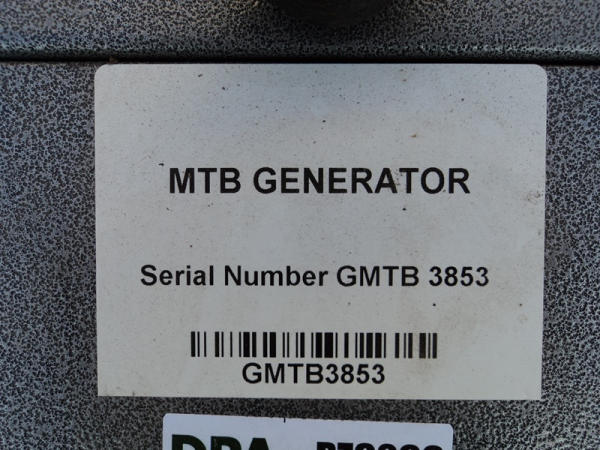 MTB GENERATOR
Serial Number GMTB 3853
GMTB3853